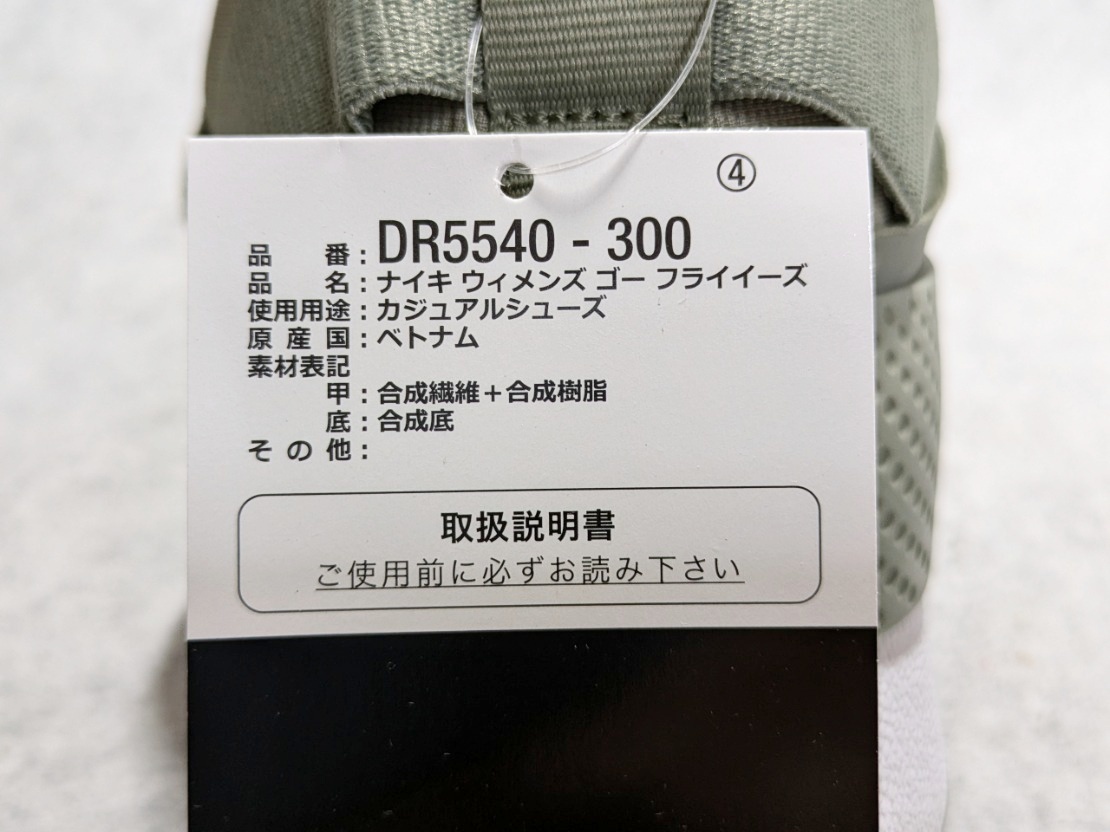 ④
品番：DR5540 - 300
品名：ナイキ ウィメンズ ゴー フライイーズ
使用用途：カジュアルシューズ
原産国：ベトナム
素材表記
甲：合成繊維＋合成樹脂
底：合成底
その他：
取扱説明書
ご使用前に必ずお読み下さい